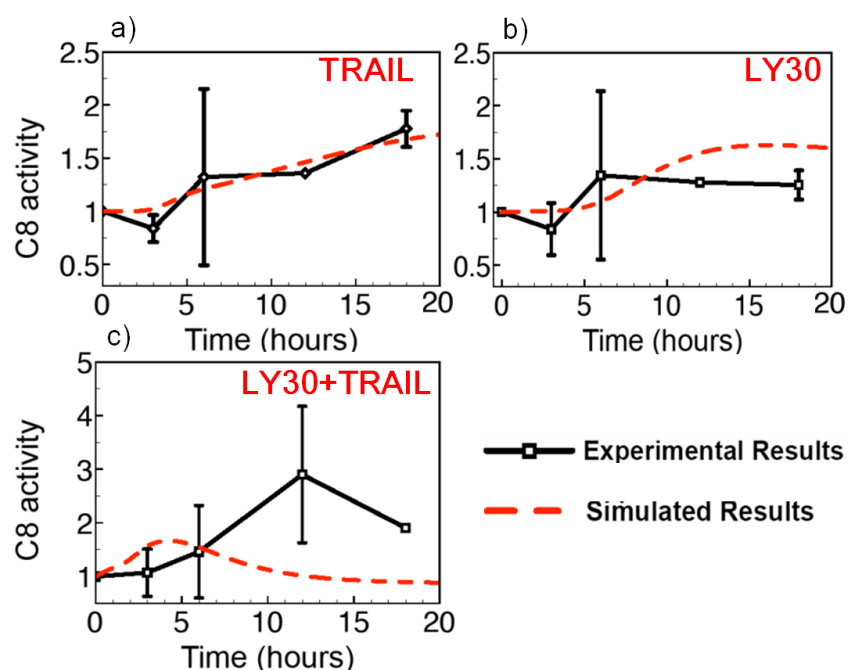 a)
TRAIL
2.5
2
1.5
1
0.5
C8 activity
0 5 10 15 20
Time (hours)
b)
LY30
2.5
2
1.5
1
0.5
0 5 10 15 20
Time (hours)
c)
LY30+TRAIL
5
4
3
2
1
C8 activity
0 5 10 15 20
Time (hours)
Experimental Results
Simulated Results